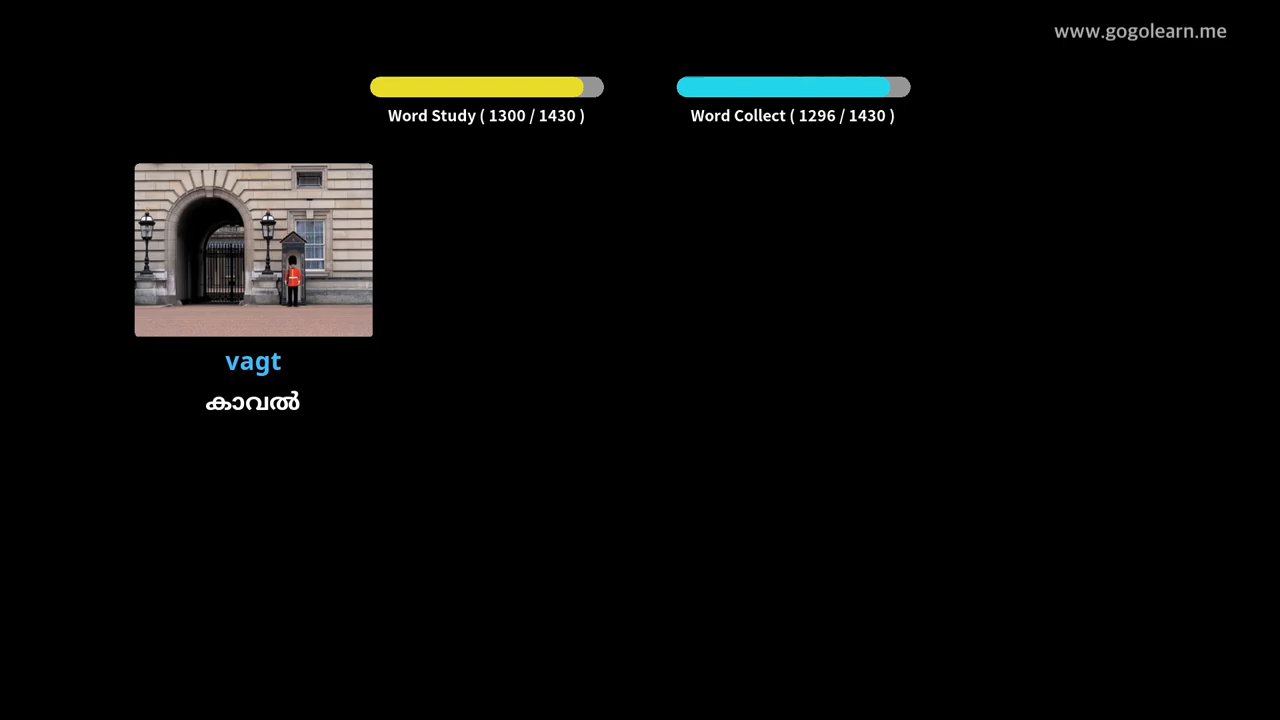 www.gogolearn.me
Word Study ( 1300 / 1430 )
Word Collect ( 1296 / 1430 )
vagt
കാവൽ